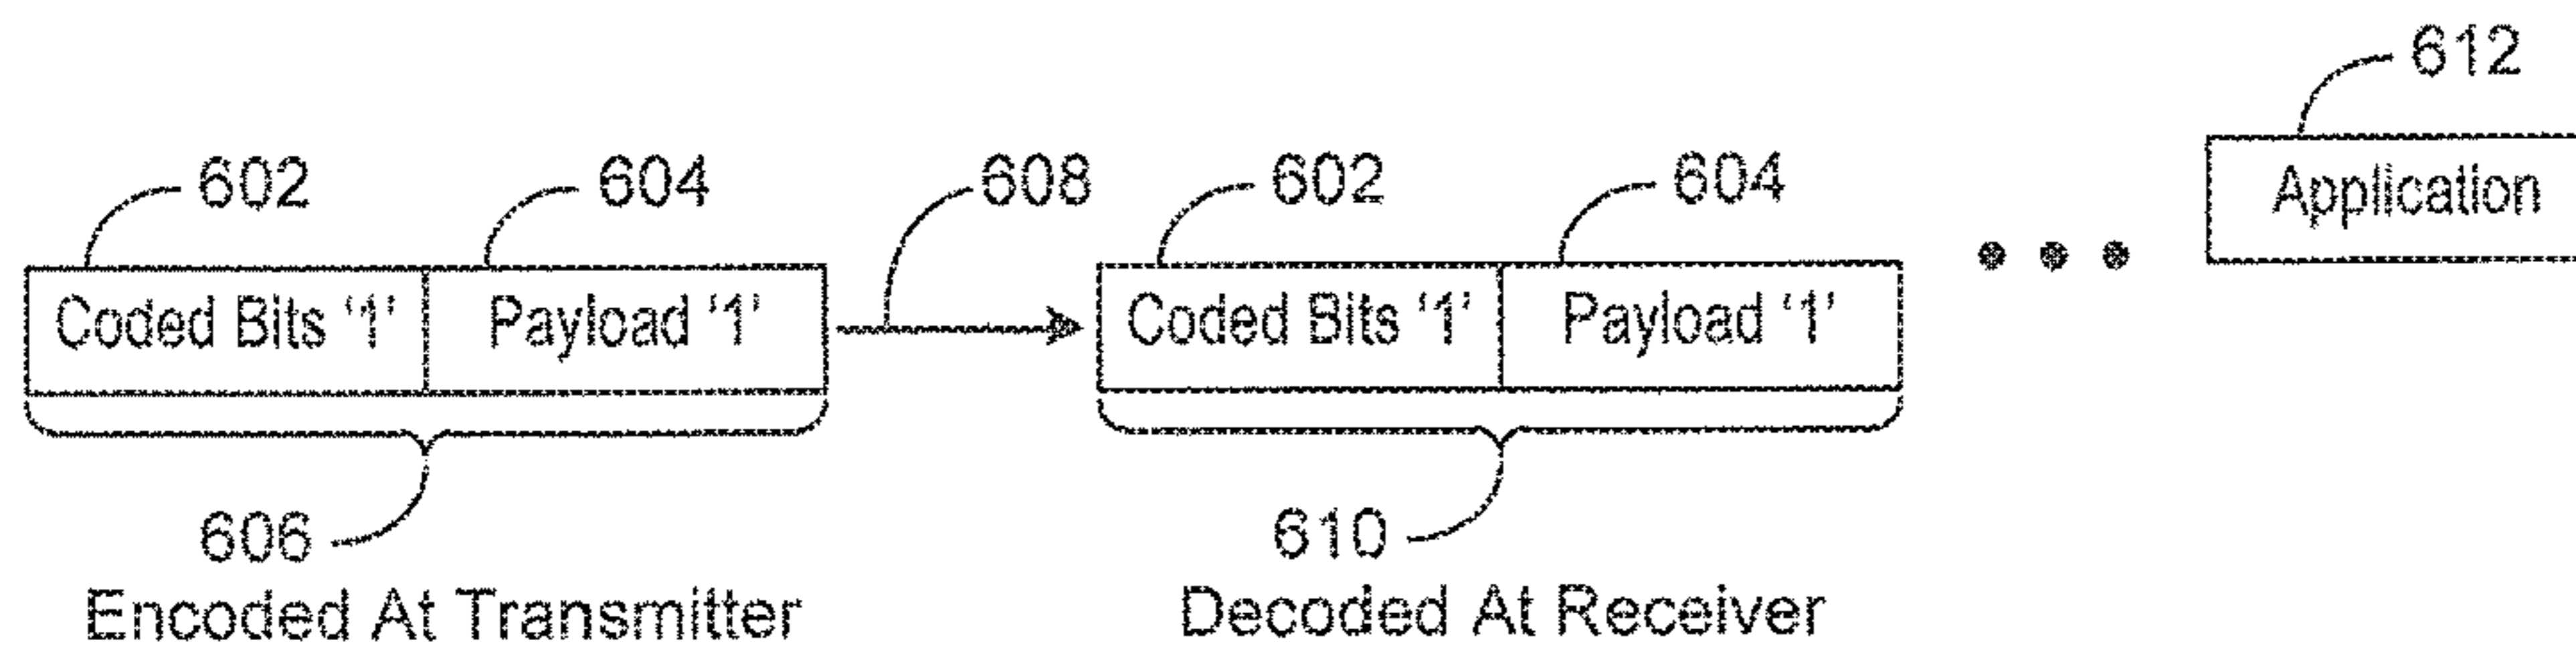 612
602 604 608 602 604 Application
Coded Bits '1' Payload '1' Coded Bits '1' Payload '1'
606 610
Encoded At Transmitter Decoded At Receiver